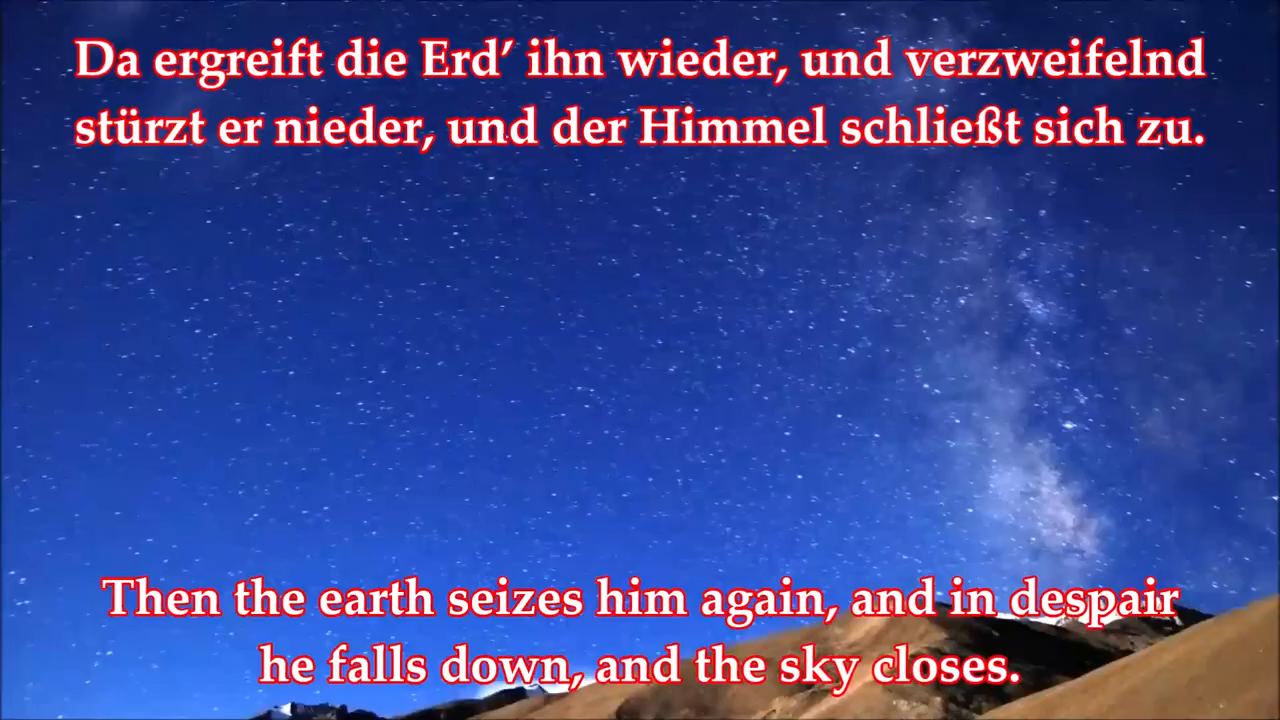 Da ergreift die Erd’ ihn wieder, und verzweifelnd
stürzt er nieder, und der Himmel schließt sich zu.
Then the earth seizes him again, and in despair
he falls down, and the sky closes.